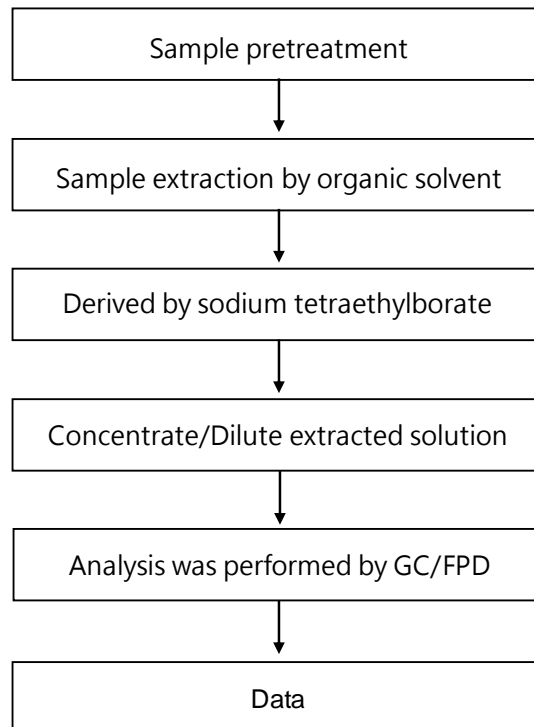 Sample pretreatment
Sample extraction by organic solvent
Derived by sodium tetraethylborate
Concentrate/Dilute extracted solution
Analysis was performed by GC/FPD
Data